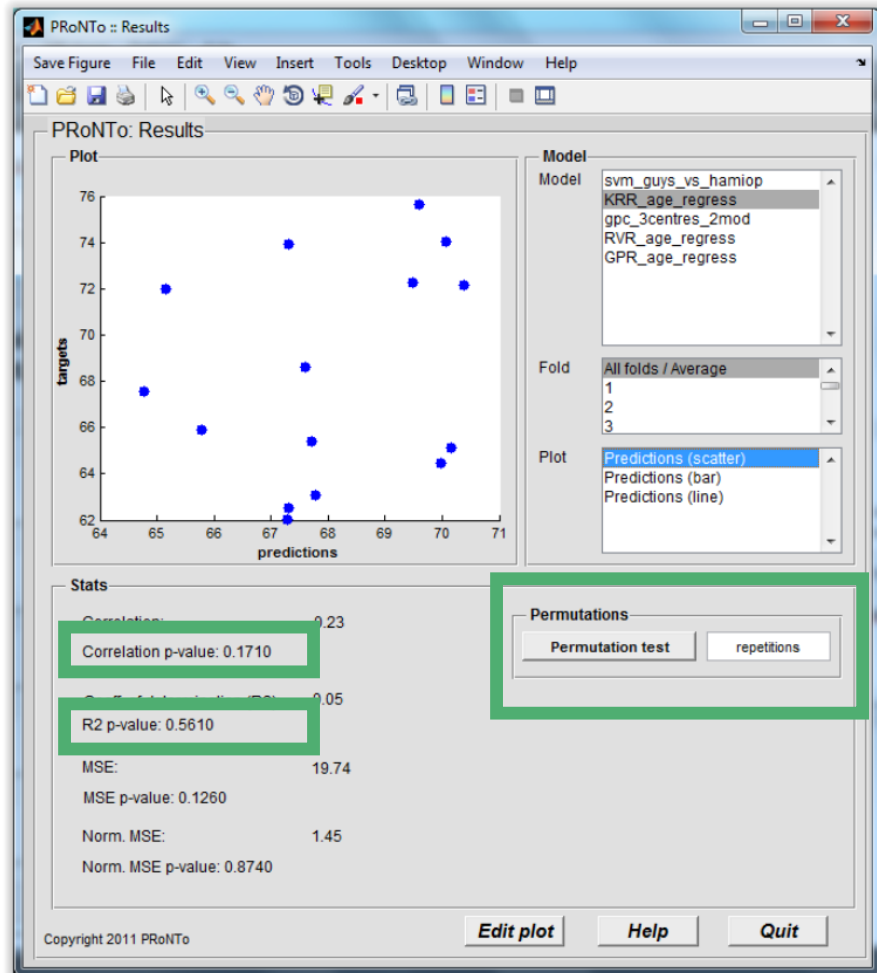 PRoNTo :: Results
Save Figure File Edit View Insert Tools Desktop Window Help
PRoNTo: Results
Plot
76
74
72
70
68
66
64
62
targets
64 65 66 67 68 69 70 71
predictions
Model
Model
svm_guys_vs_hamiop
KRR_age_regress
gpc_3centres_2mod
RVR_age_regress
GPR_age_regress
Fold
All folds / Average
1
2
3
Plot
Predictions (scatter)
Predictions (bar)
Predictions (line)
Stats
Correlation: 0.23
Correlation p-value: 0.1710
(R2) 0.05
R2 p-value: 0.5610
MSE: 19.74
MSE p-value: 0.1260
Norm. MSE: 1.45
Norm. MSE p-value: 0.8740
Permutations
Permutation test repetitions
Copyright 2011 PRoNTo
Edit plot Help Quit